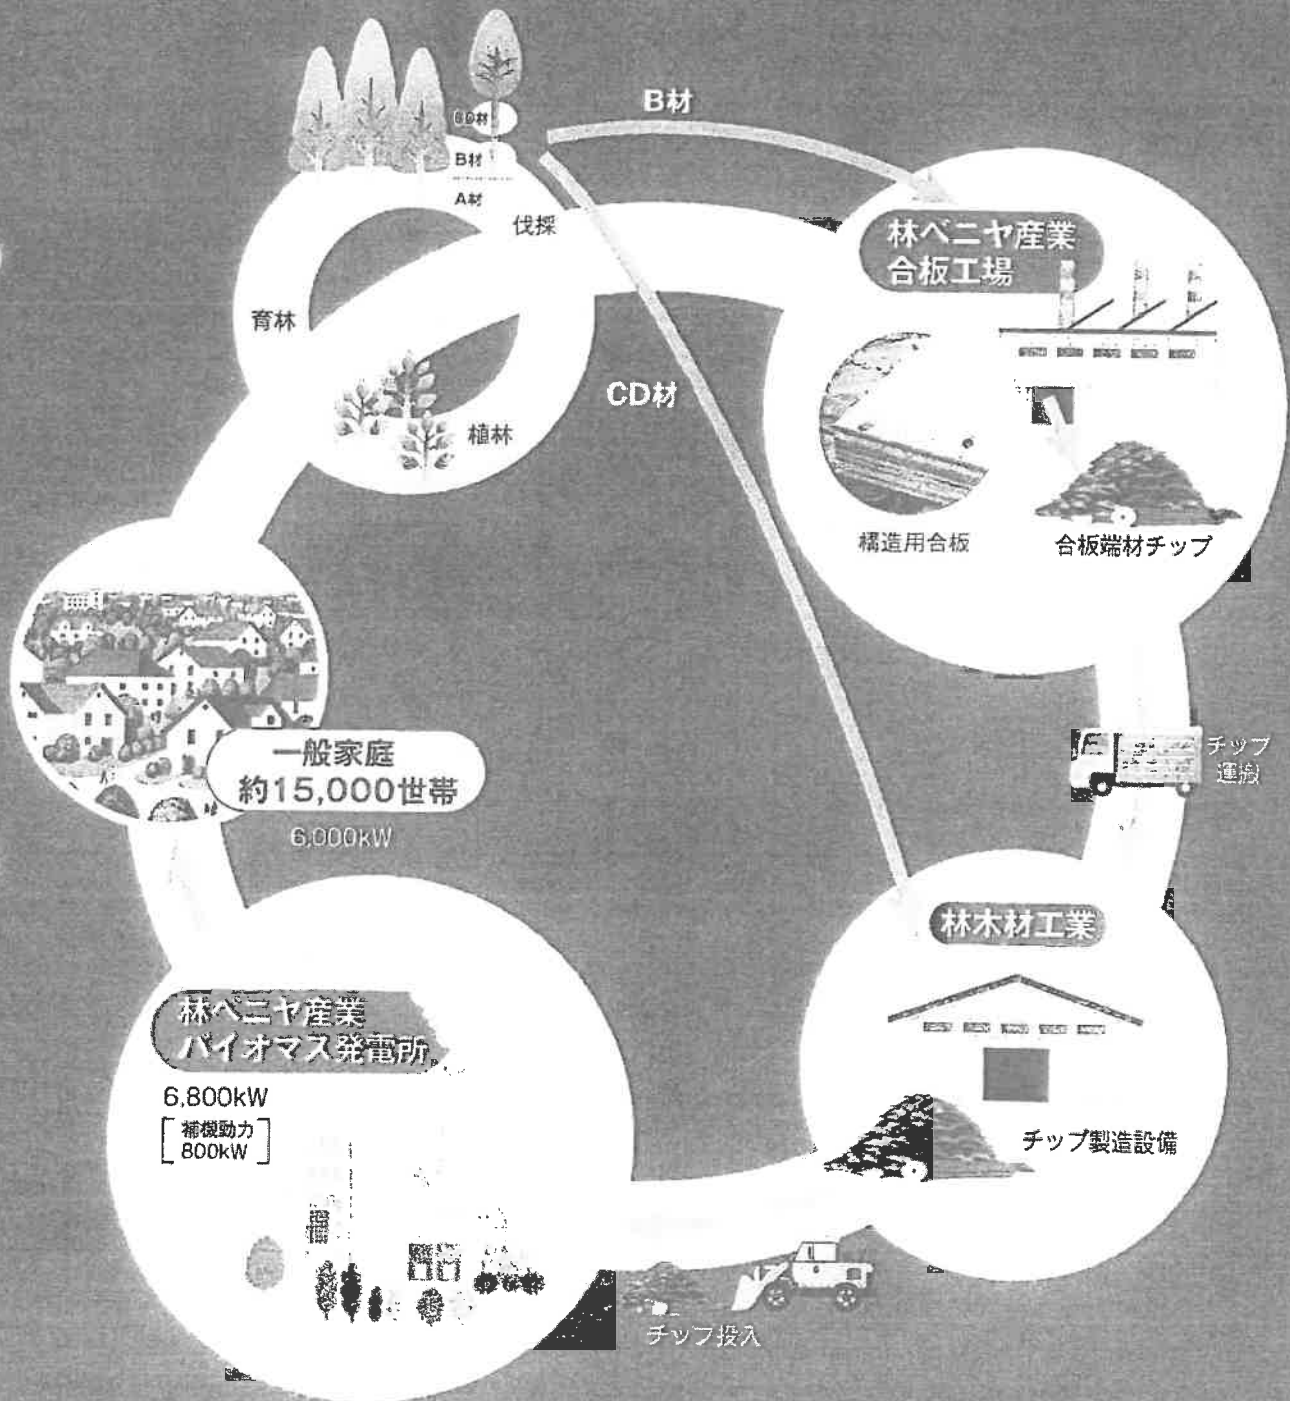 B材
CD材
B材
A材
伐採
育林
植林
CD材
林ベニヤ産業
合板工場
構造用合板
合板端材チップ
チップ
運搬
一般家庭
約15,000世帯
6,000kW
林木材工業
チップ製造設備
林ベニヤ産業
バイオマス発電所
6,800kW
補機動力
800kW
チップ投入